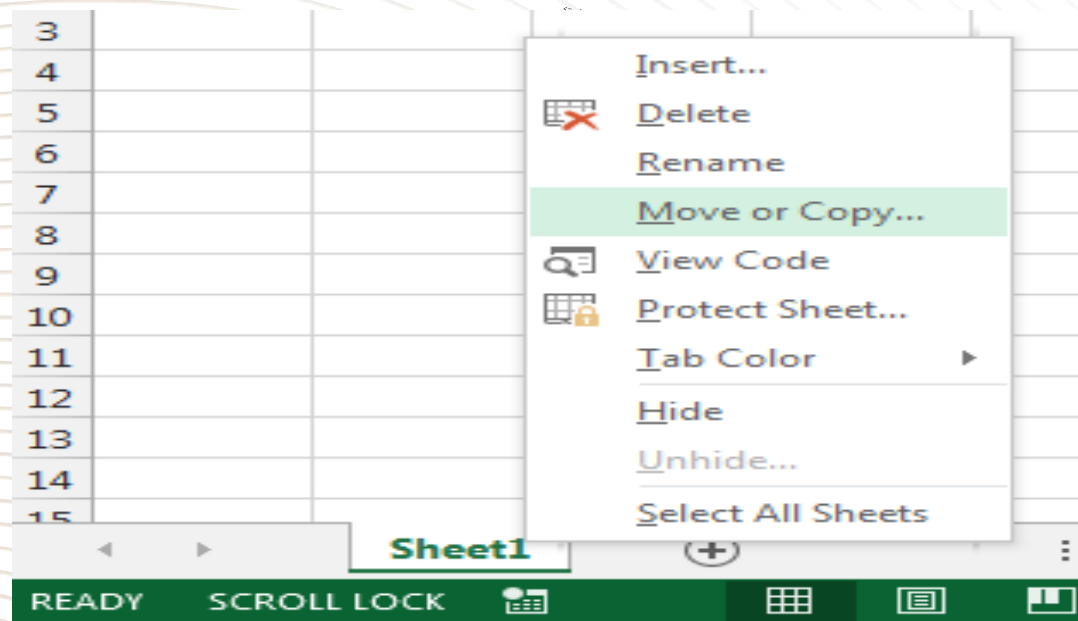 3
4
Insert...
5
Delete
6
Rename
7
Move or Copy...
8
9
View Code
10
Protect Sheet...
11
Tab Color
12
Hide
13
14
Unhide...
15
Select All Sheets
Sheet1
READY SCROLL LOCK